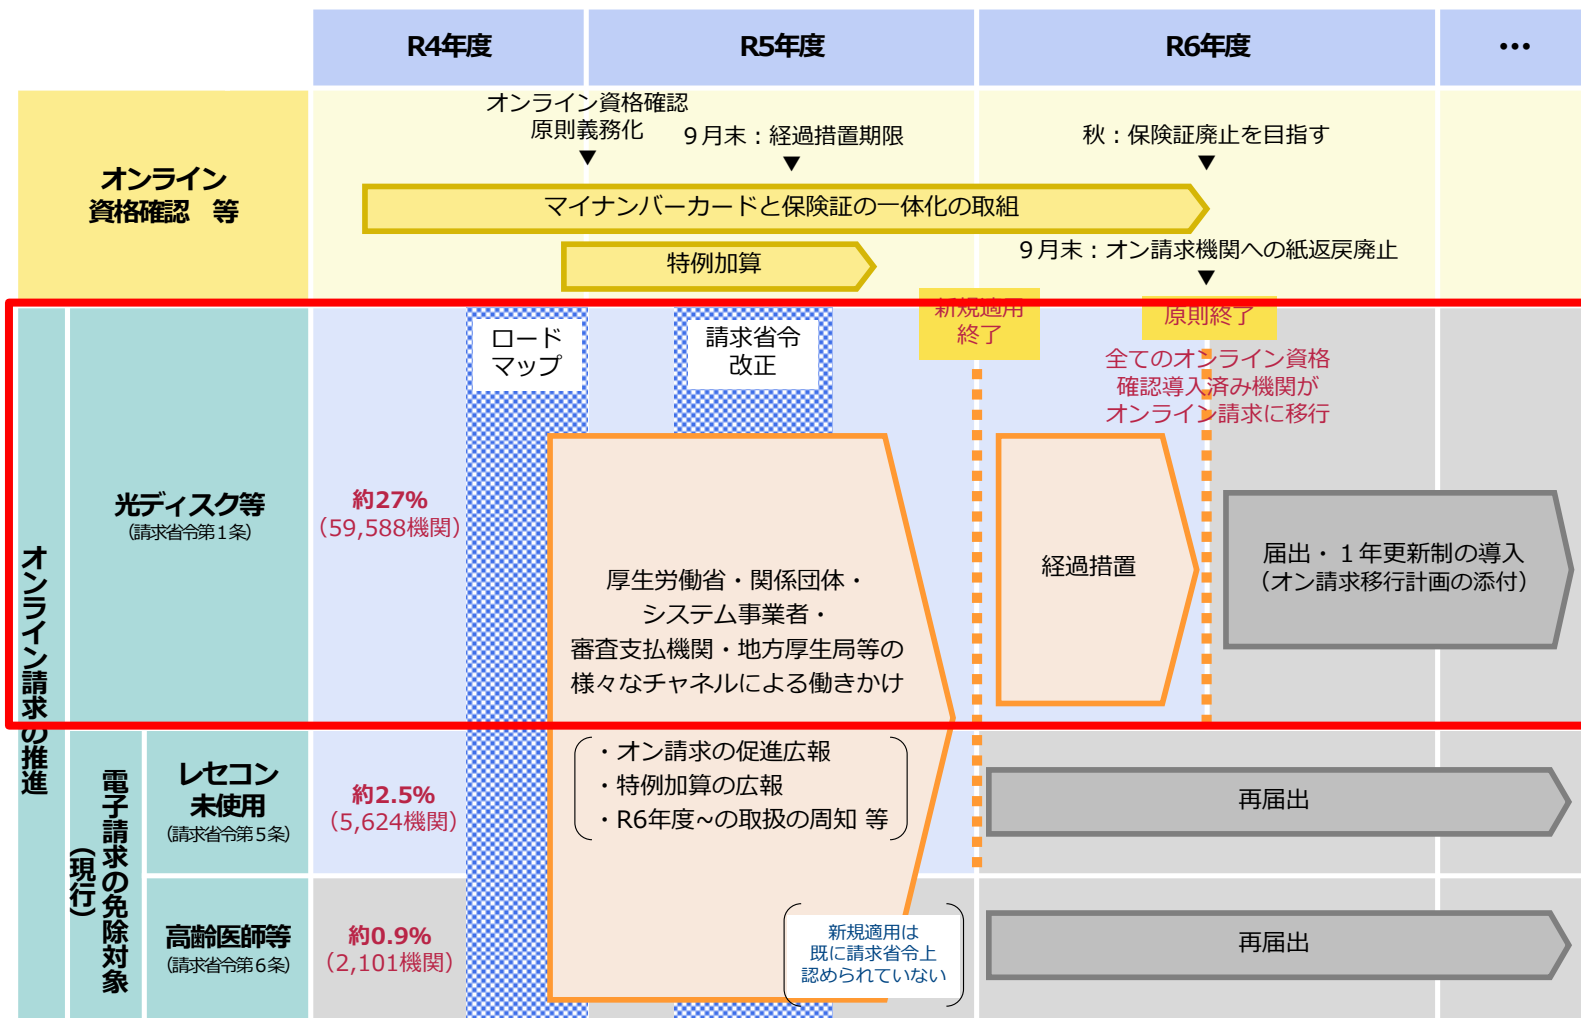 R4年度
R5年度
R6年度
…
オンライン
資格確認　等
オンライン資格確認
原則義務化
９月末：経過措置期限
秋：保険証廃止を目指す
マイナンバーカードと保険証の一体化の取組
特例加算
９月末：オン請求機関への紙返戻廃止
オンライン請求の推進
光ディスク等
（請求省令第１条）
約27%
（59,588機関）
ロード
マップ
請求省令
改正
新規適用
終了
原則終了
全てのオンライン資格
確認導入済み機関が
オンライン請求に移行
厚生労働省・関係団体・
システム事業者・
審査支払機関・地方厚生局等の
様々なチャネルによる働きかけ
・オン請求の促進広報
・特例加算の広報
・R6年度~の取扱の周知 等
経過措置
届出・１年更新制の導入
（オン請求移行計画の添付）
電子請求の免除対象
（現行）
レセコン
未使用
（請求省令第５条）
約2.5%
（5,624機関）
再届出
高齢医師等
（請求省令第６条）
約0.9%
（2,101機関）
新規適用は
既に請求省令上
認められていない
再届出